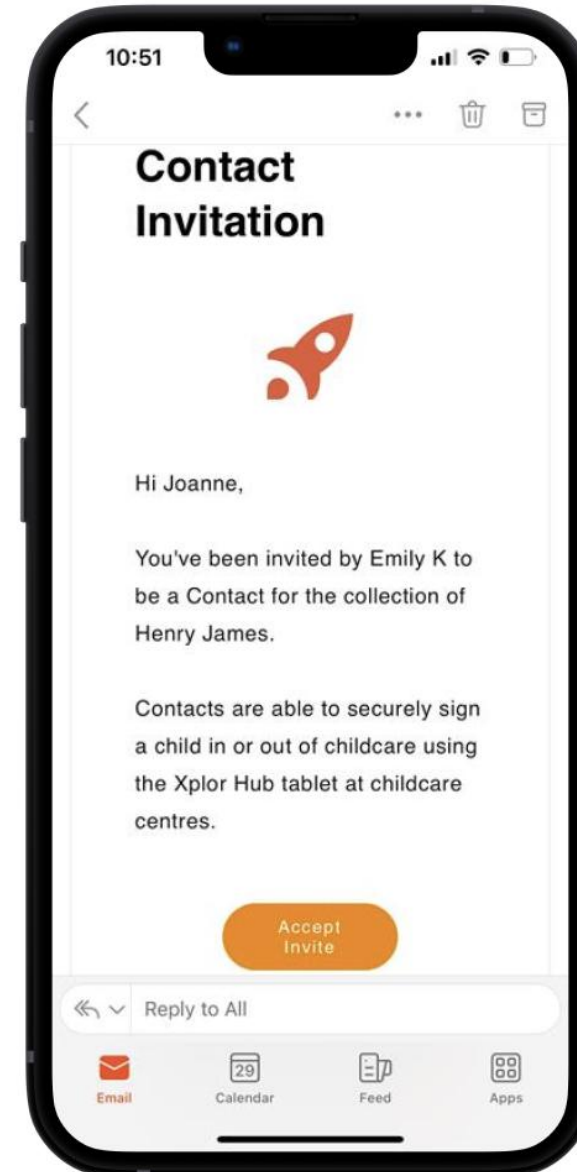 10:51
Contact
Invitation
Hi Joanne,
You've been invited by Emily K to
be a Contact for the collection of
Henry James.
Contacts are able to securely sign
a child in or out of childcare using
the Xplor Hub tablet at childcare
centres.
Accept
Invite
Reply to All
29
Email Calendar Feed Apps